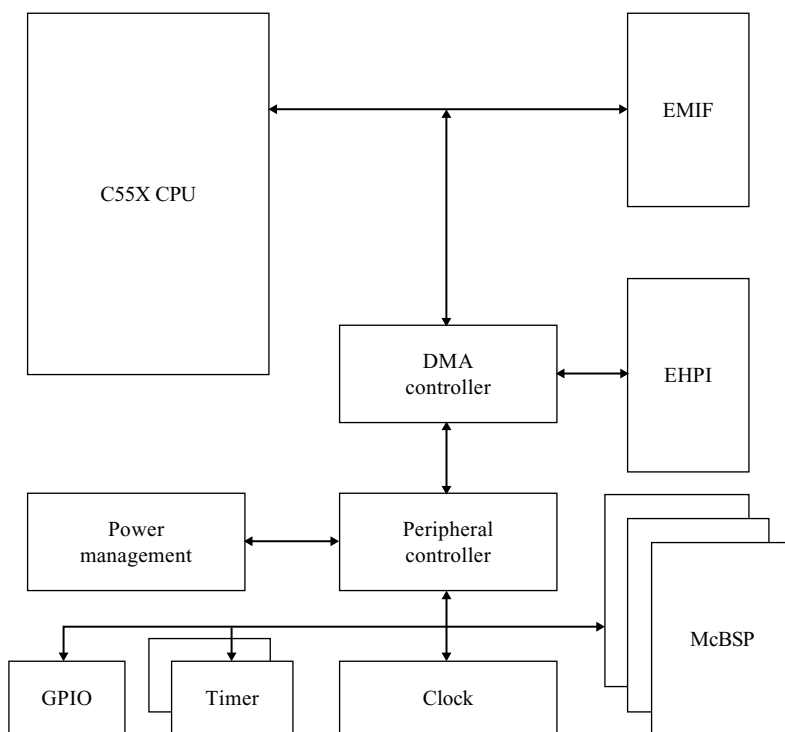 C55X CPU
EMIF
DMA
controller
EHPI
Power
management
Peripheral
controller
McBSP
GPIO
Timer
Clock